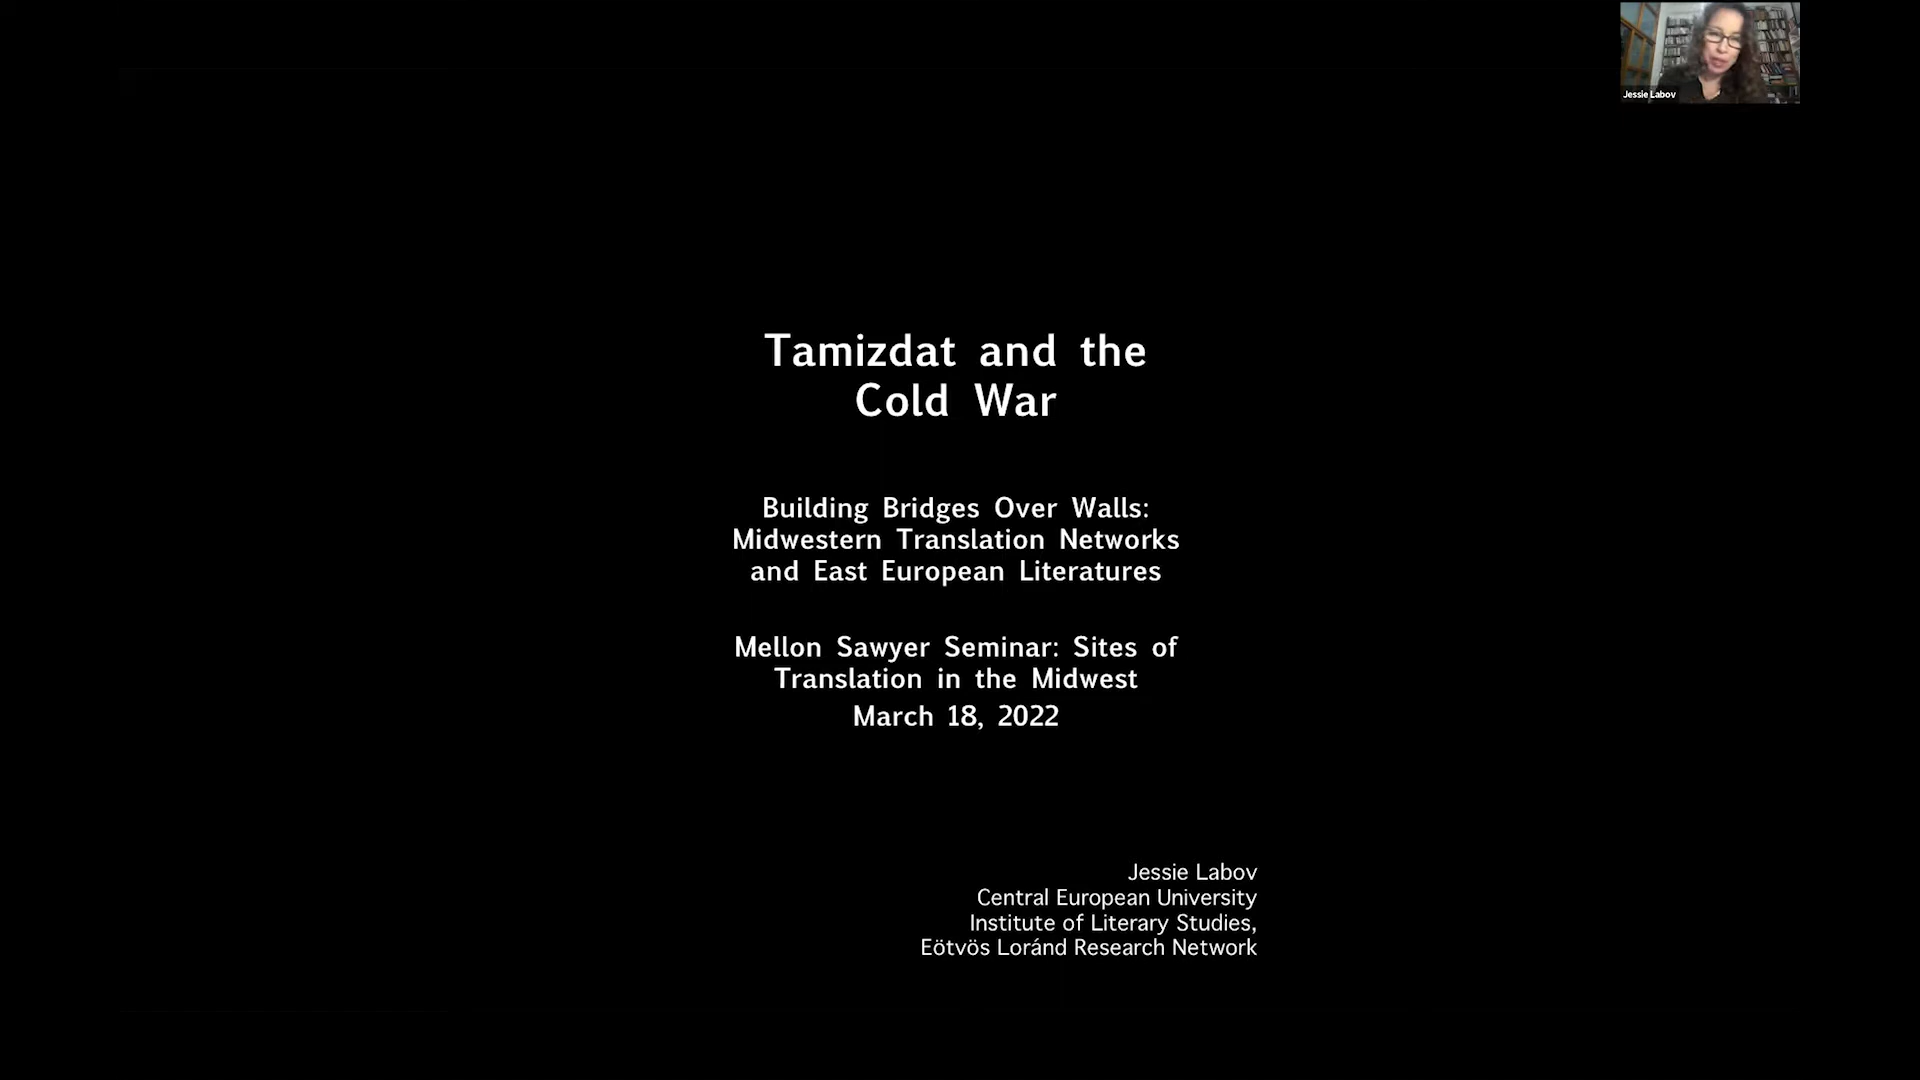 Jessie Labov
Tamizdat and the
Cold War
Building Bridges Over Walls:
Midwestern Translation Networks
and East European Literatures
Mellon Sawyer Seminar: Sites of
Translation in the Midwest
March 18, 2022
Jessie Labov
Central European University
Institute of Literary Studies,
Eötvös Loránd Research Network